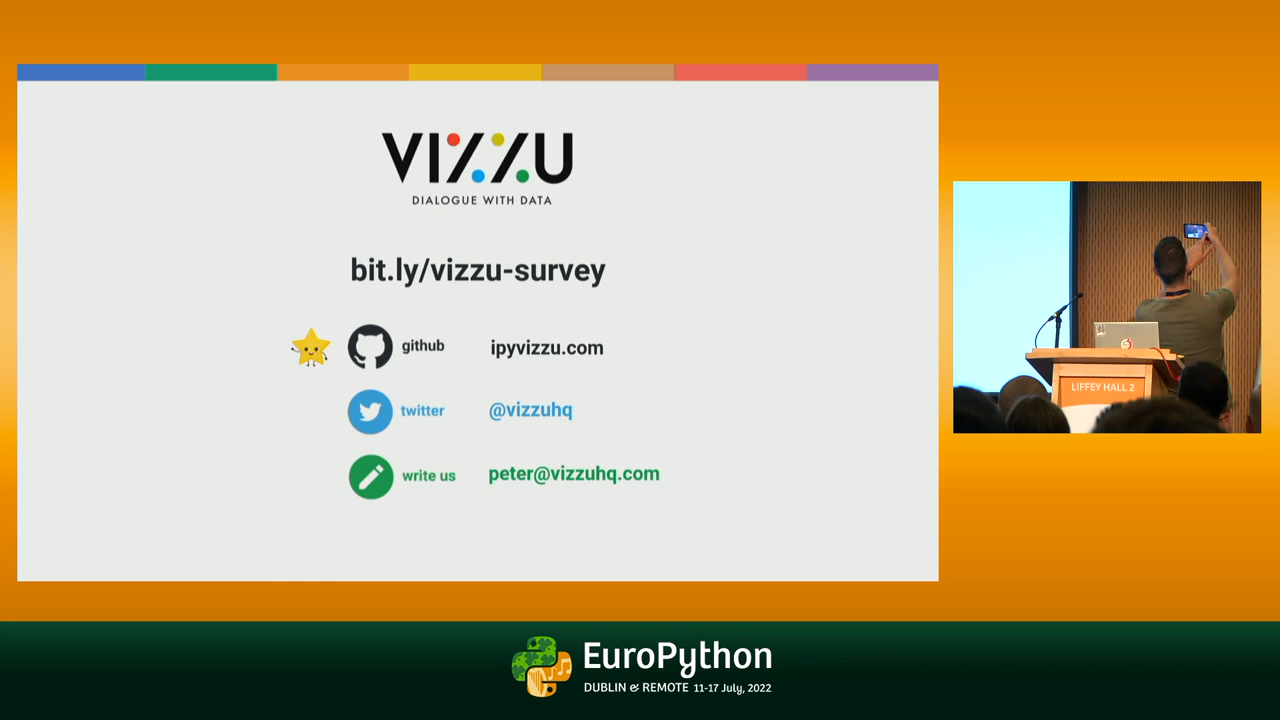 VIZZU
DIALOGUE WITH DATA
bit.ly/vizzu-survey
github ipyvizzu.com
twitter @vizzuhq
write us peter@vizzuhq.com
LIFFEY HALL 2
EuroPython
DUBLIN & REMOTE 11-17 July, 2022